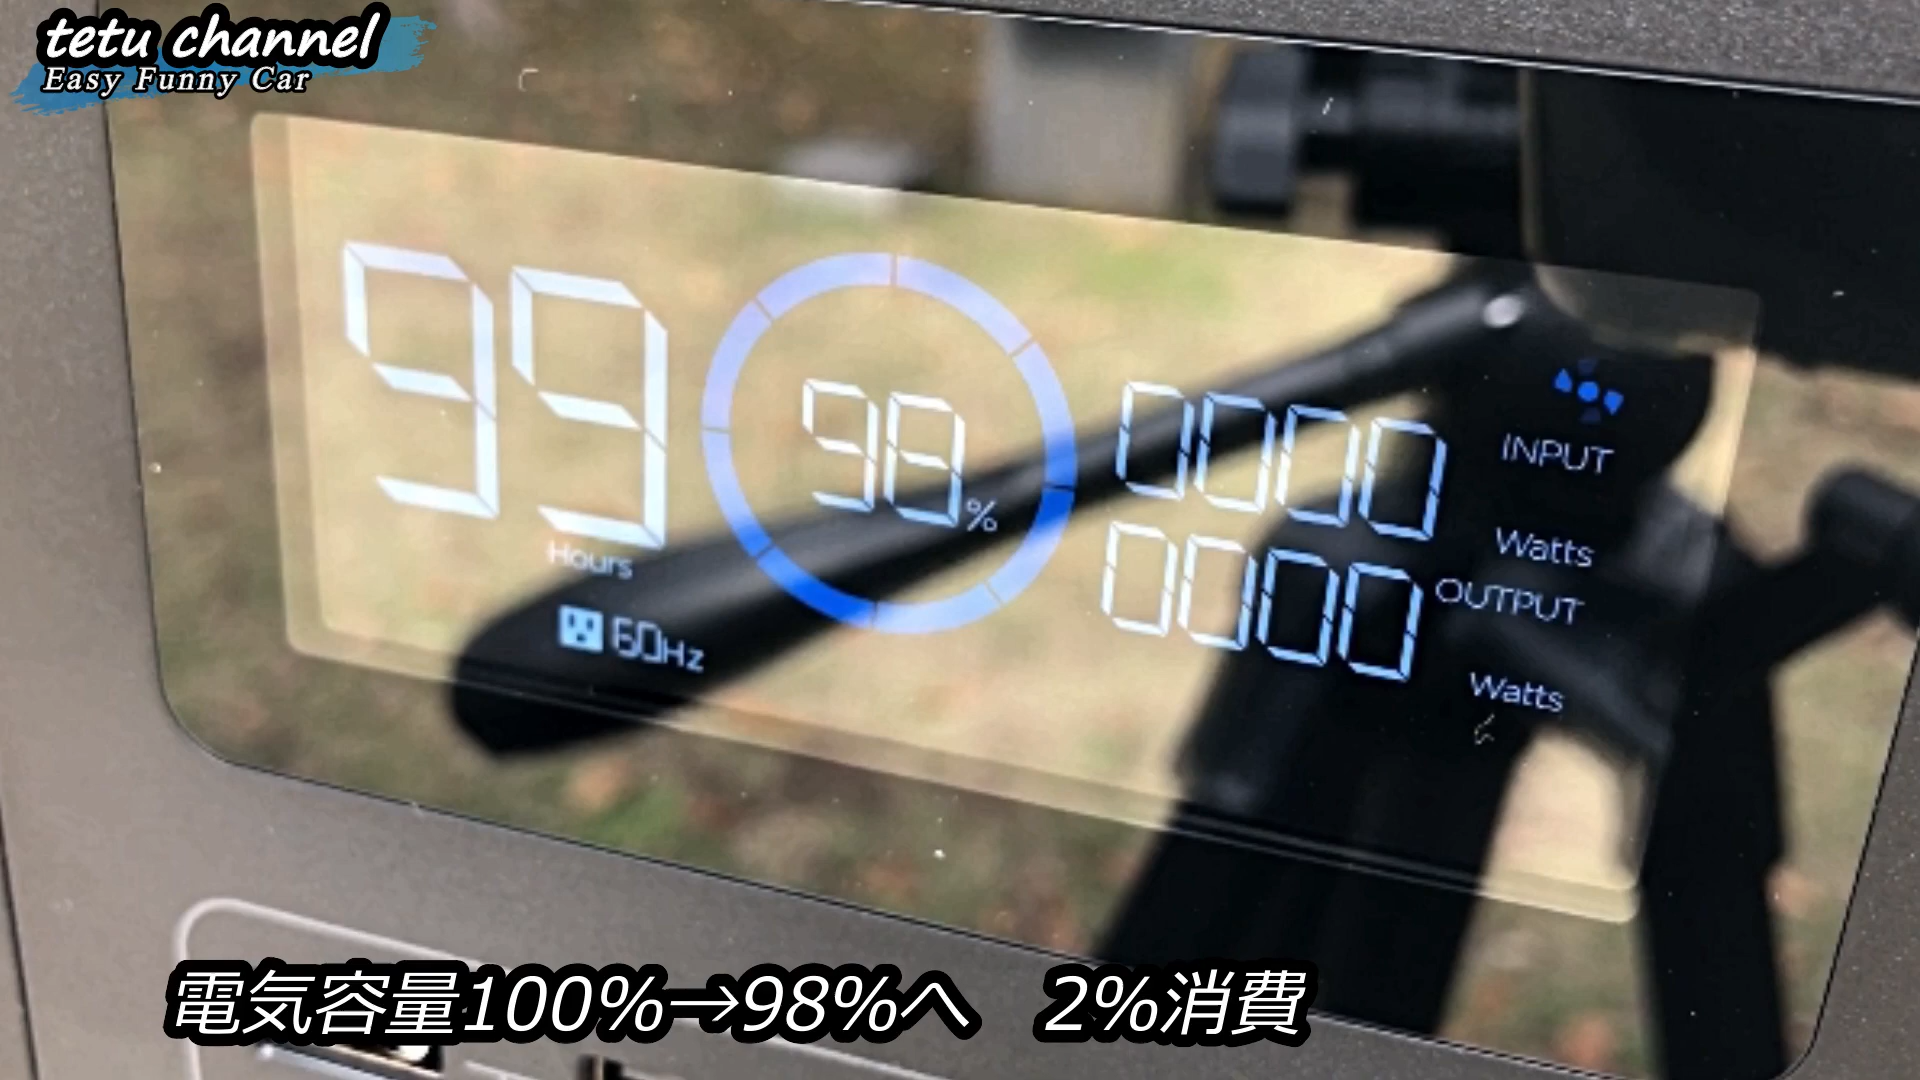 tetu channel
Easy Funny Car
99
Hours
98%
0000
INPUT
Watts
0000
OUTPUT
Watts
60Hz
電気容量100%→98%へ 2%消費